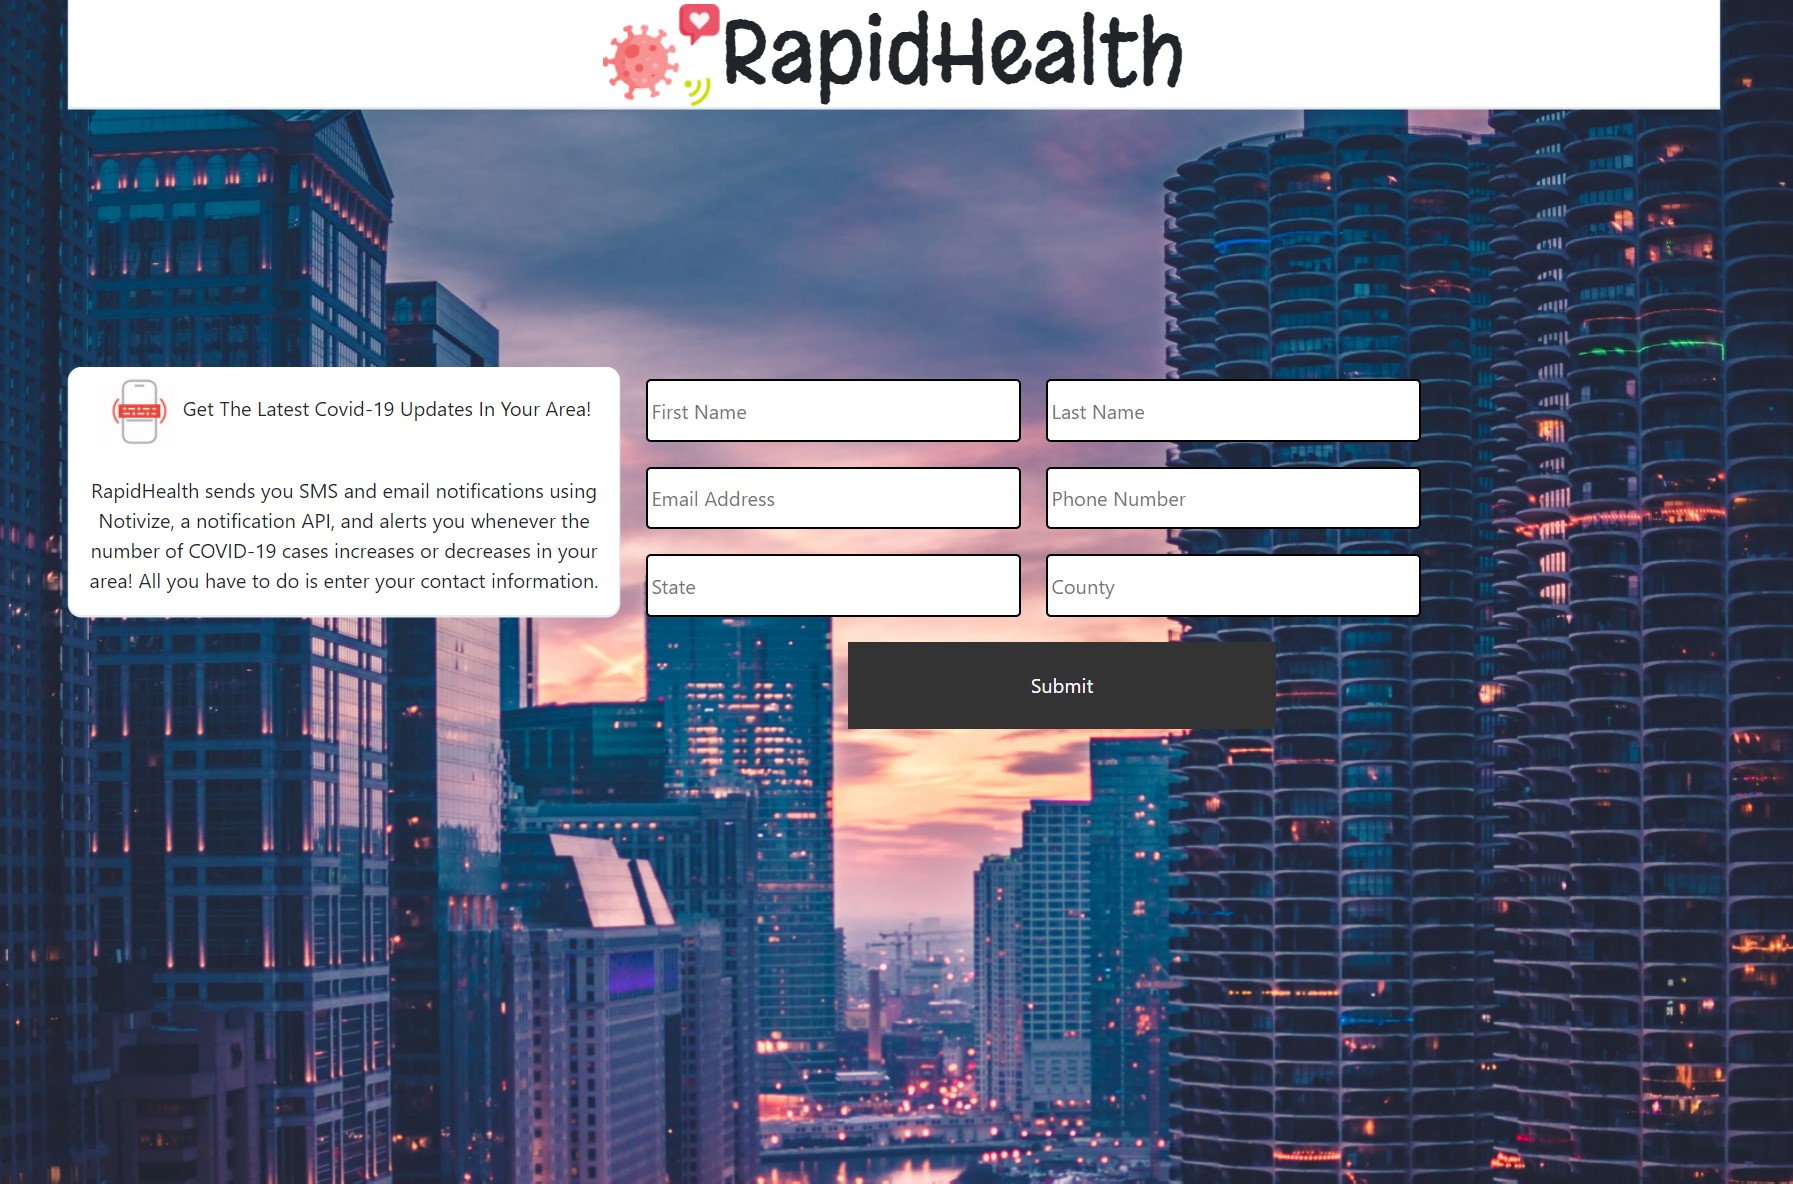 RapidHealth
Get The Latest Covid-19 Updates In Your Area!
RapidHealth sends you SMS and email notifications using
Notivize, a notification API, and alerts you whenever the
number of COVID-19 cases increases or decreases in your
area! All you have to do is enter your contact information.
First Name
Last Name
Email Address
Phone Number
State
County
Submit